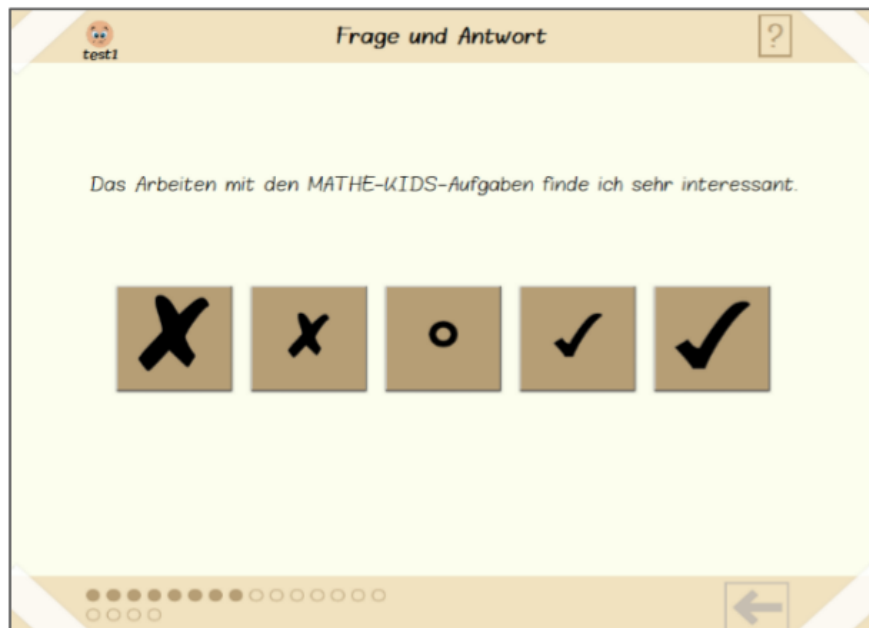 Frage und Antwort
?
test1
Das Arbeiten mit den MATHE-KIDS-Aufgaben finde ich sehr interessant.